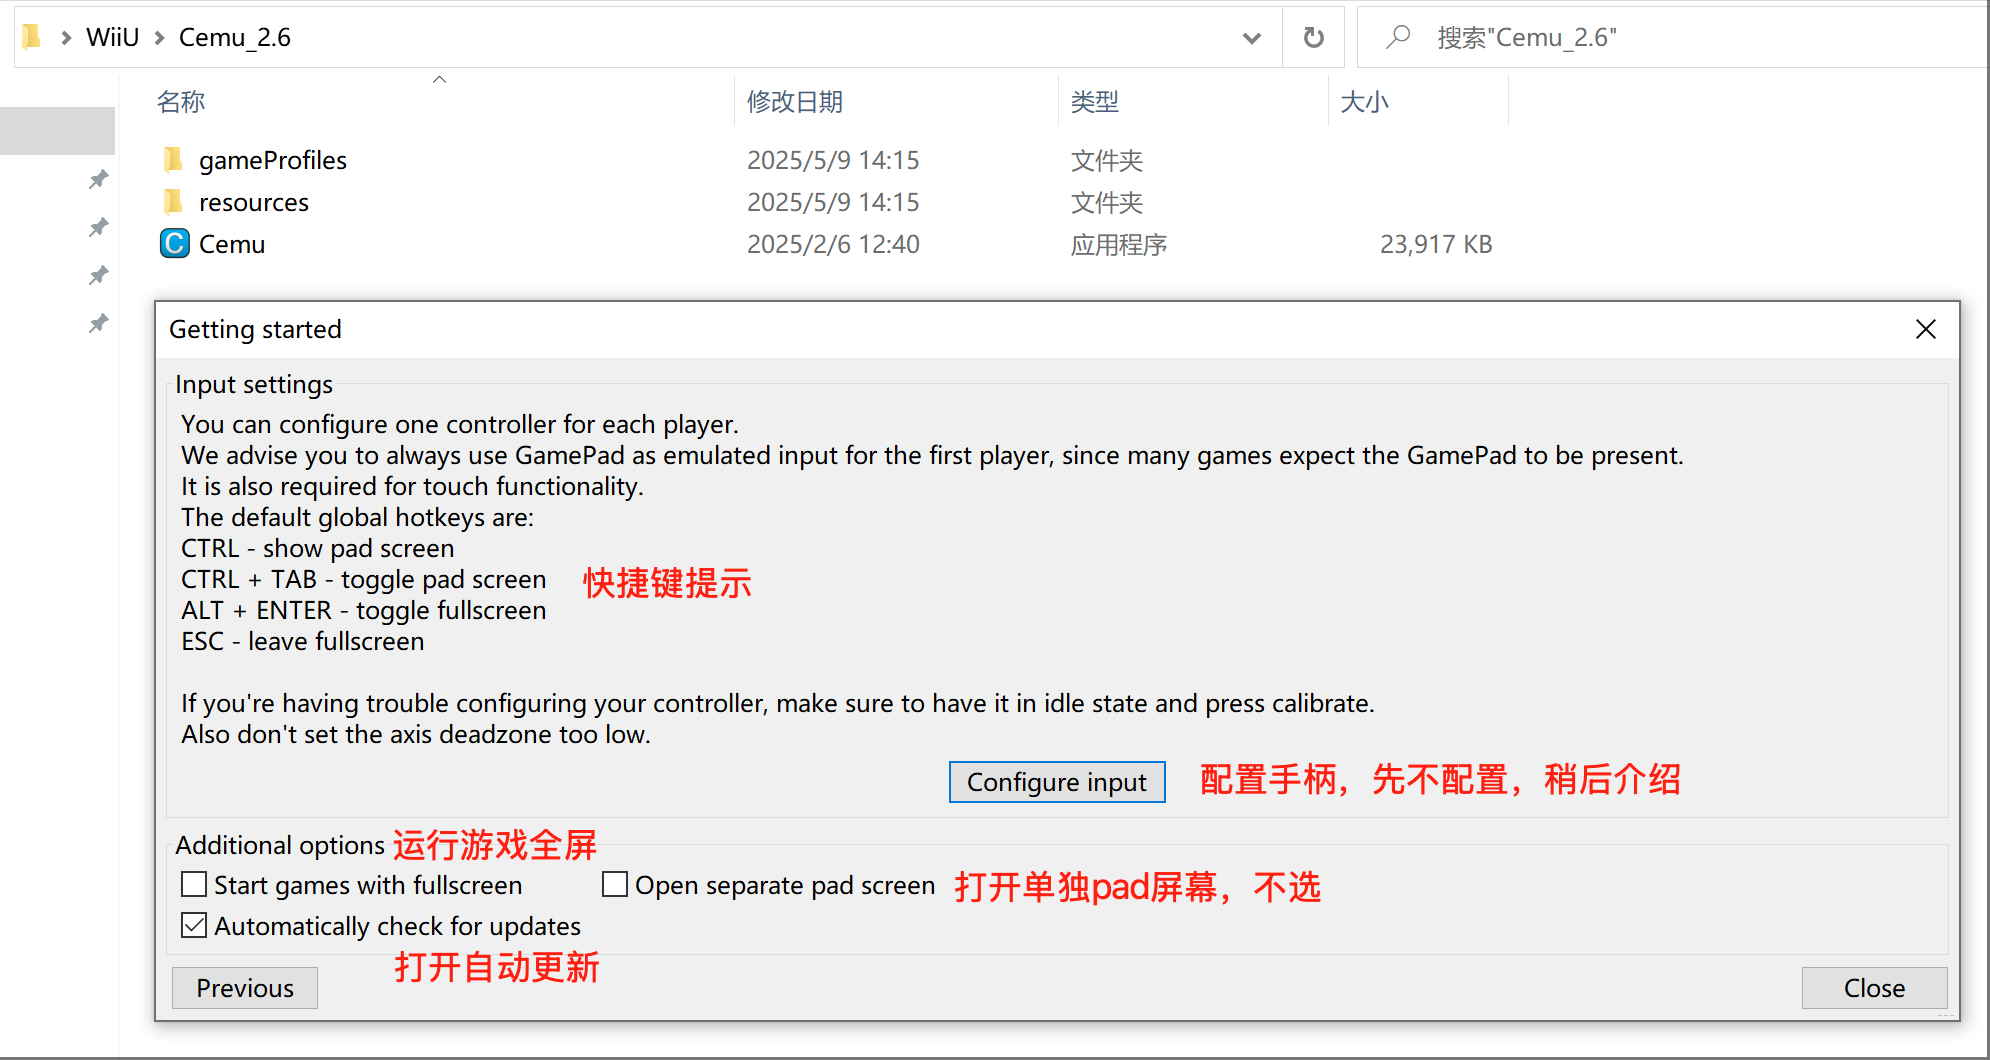 WiiU > Cemu_2.6
搜索"Cemu_2.6"
名称 修改日期 类型 大小
gameProfiles 2025/5/9 14:15 文件夹
resources 2025/5/9 14:15 文件夹
Cemu 2025/2/6 12:40 应用程序 23,917 KB
Getting started
Input settings
You can configure one controller for each player.
We advise you to always use GamePad as emulated input for the first player, since many games expect the GamePad to be present.
It is also required for touch functionality.
The default global hotkeys are:
CTRL - show pad screen
CTRL + TAB - toggle pad screen 快捷键提示
ALT + ENTER - toggle fullscreen
ESC - leave fullscreen
If you're having trouble configuring your controller, make sure to have it in idle state and press calibrate.
Also don't set the axis deadzone too low.
Configure input 配置手柄，先不配置，稍后介绍
Additional options 运行游戏全屏
Start games with fullscreen Open separate pad screen 打开单独pad屏幕，不选
Automatically check for updates
打开自动更新
Previous Close